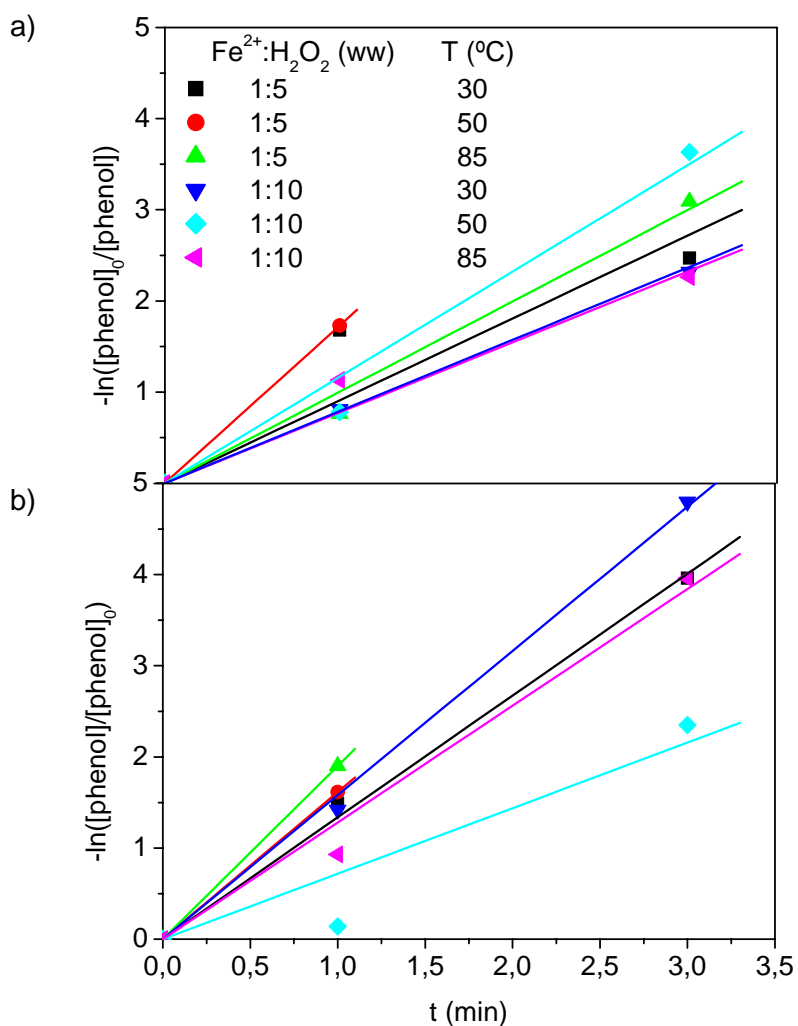 a)
Fe²⁺:H₂O₂ (ww) T (ºC)
1:5 30
1:5 50
1:5 85
1:10 30
1:10 50
1:10 85
5
4
3
2
1
-ln([phenol]₀/[phenol])
b)
5
4
3
2
1
0
-ln([phenol]/[phenol]₀)
0,0 0,5 1,0 1,5 2,0 2,5 3,0 3,5
t (min)